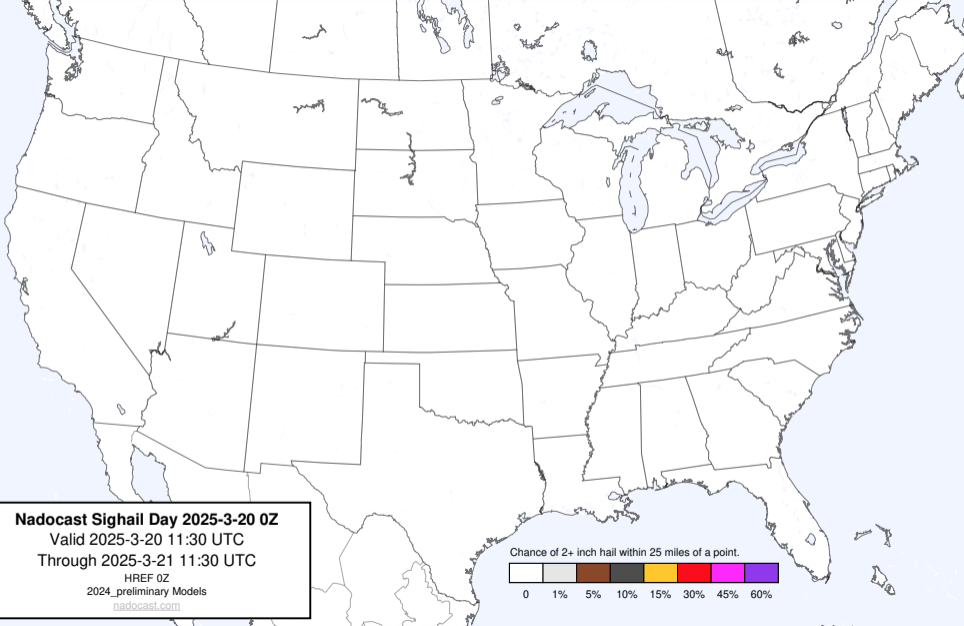 Nadocast Sighail Day 2025-3-20 0Z
Valid 2025-3-20 11:30 UTC
Through 2025-3-21 11:30 UTC
HREF 0Z
2024_preliminary Models
nadocast.com
Chance of 2+ inch hail within 25 miles of a point.
0 1% 5% 10% 15% 30% 45% 60%